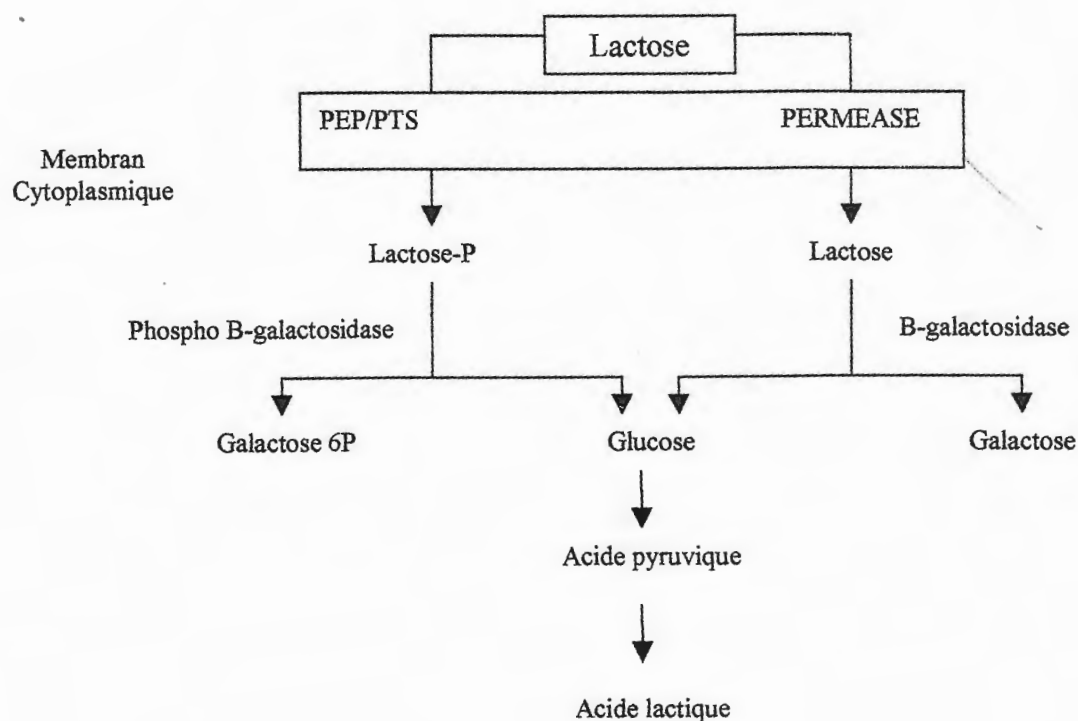 Lactose
PEP/PTS
PERMEASE
Membran
Cytoplasmique
Lactose-P
Lactose
Phospho B-galactosidase
B-galactosidase
Galactose 6P
Glucose
Galactose
Acide pyruvique
Acide lactique